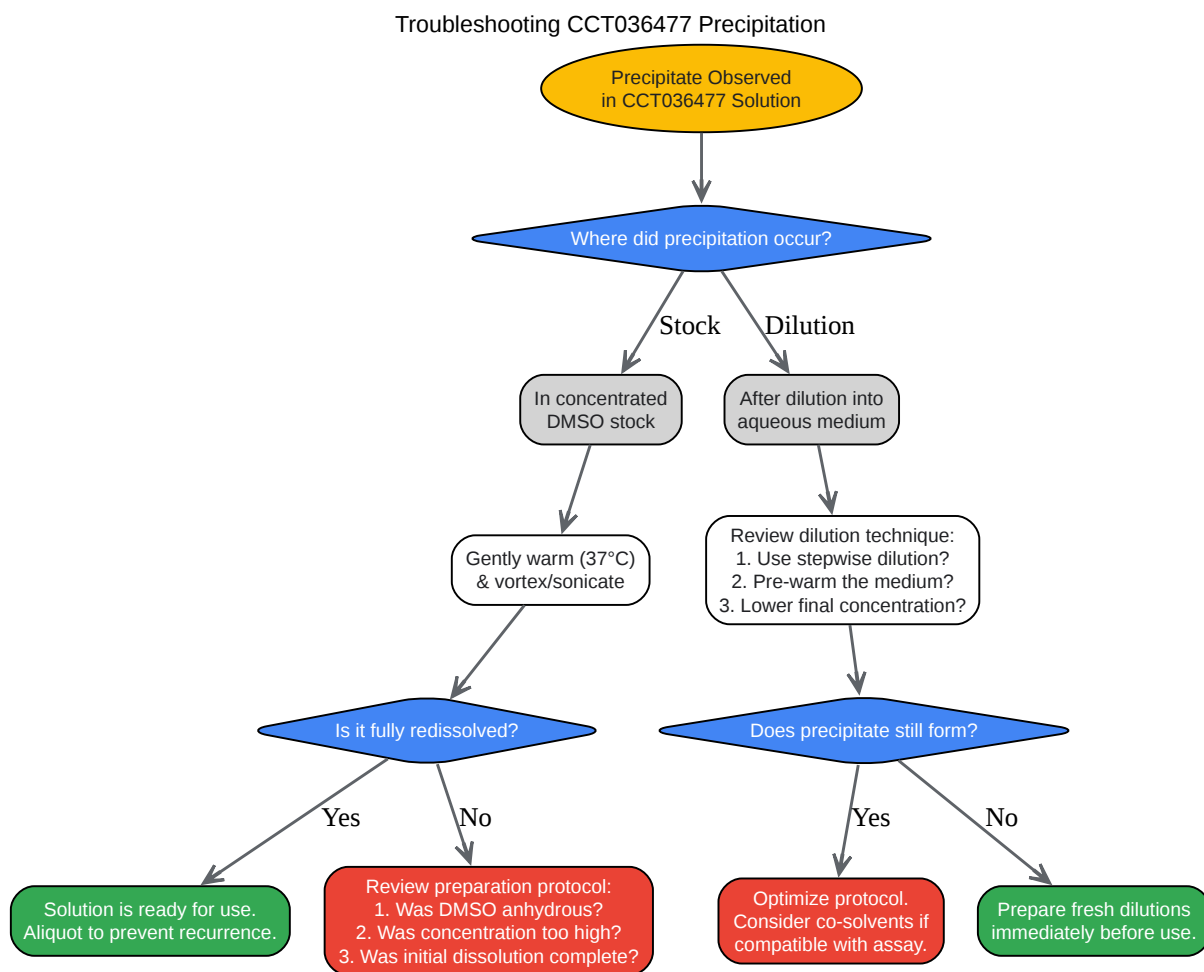 Troubleshooting CCT036477 Precipitation
Precipitate Observed
in CCT036477 Solution
Where did precipitation occur?
Stock
Dilution
In concentrated
DMSO stock
After dilution into
aqueous medium
Gently warm (37°C)
& vortex/sonicate
Review dilution technique:
1. Use stepwise dilution?
2. Pre-warm the medium?
3. Lower final concentration?
Is it fully redissolved?
Does precipitate still form?
Yes
No
Yes
No
Solution is ready for use.
Aliquot to prevent recurrence.
Review preparation protocol:
1. Was DMSO anhydrous?
2. Was concentration too high?
3. Was initial dissolution complete?
Optimize protocol.
Consider co-solvents if
compatible with assay.
Prepare fresh dilutions
immediately before use.